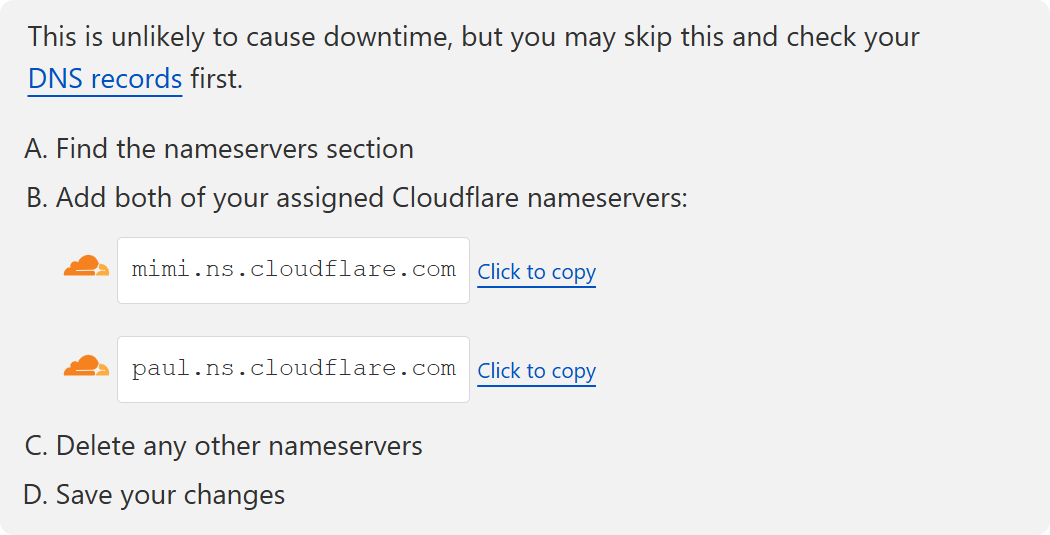 This is unlikely to cause downtime, but you may skip this and check your
DNS records first.
A. Find the nameservers section
B. Add both of your assigned Cloudflare nameservers:
mimi.ns.cloudflare.com Click to copy
paul.ns.cloudflare.com Click to copy
C. Delete any other nameservers
D. Save your changes